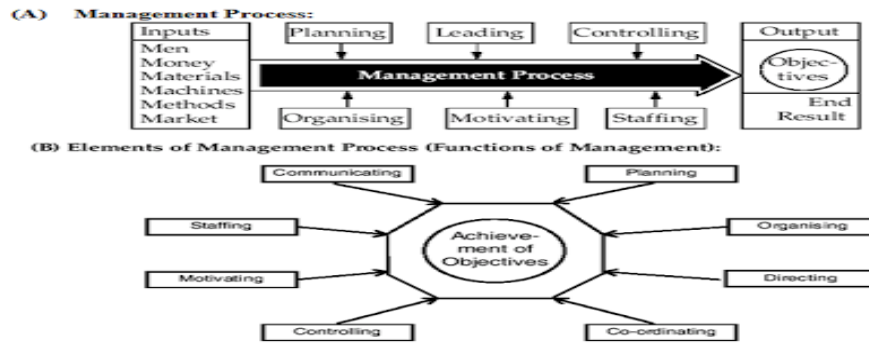 (A) Management Process:
Inputs
Planning
Leading
Controlling
Output
Men
Money
Materials
Machines
Methods
Market
Management Process
Objec-
tives
Organising
Motivating
Staffing
End
Result
(B) Elements of Management Process (Functions of Management):
Communicating
Planning
Staffing
Organising
Achieve-
ment of
Objectives
Motivating
Directing
Controlling
Co-ordinating